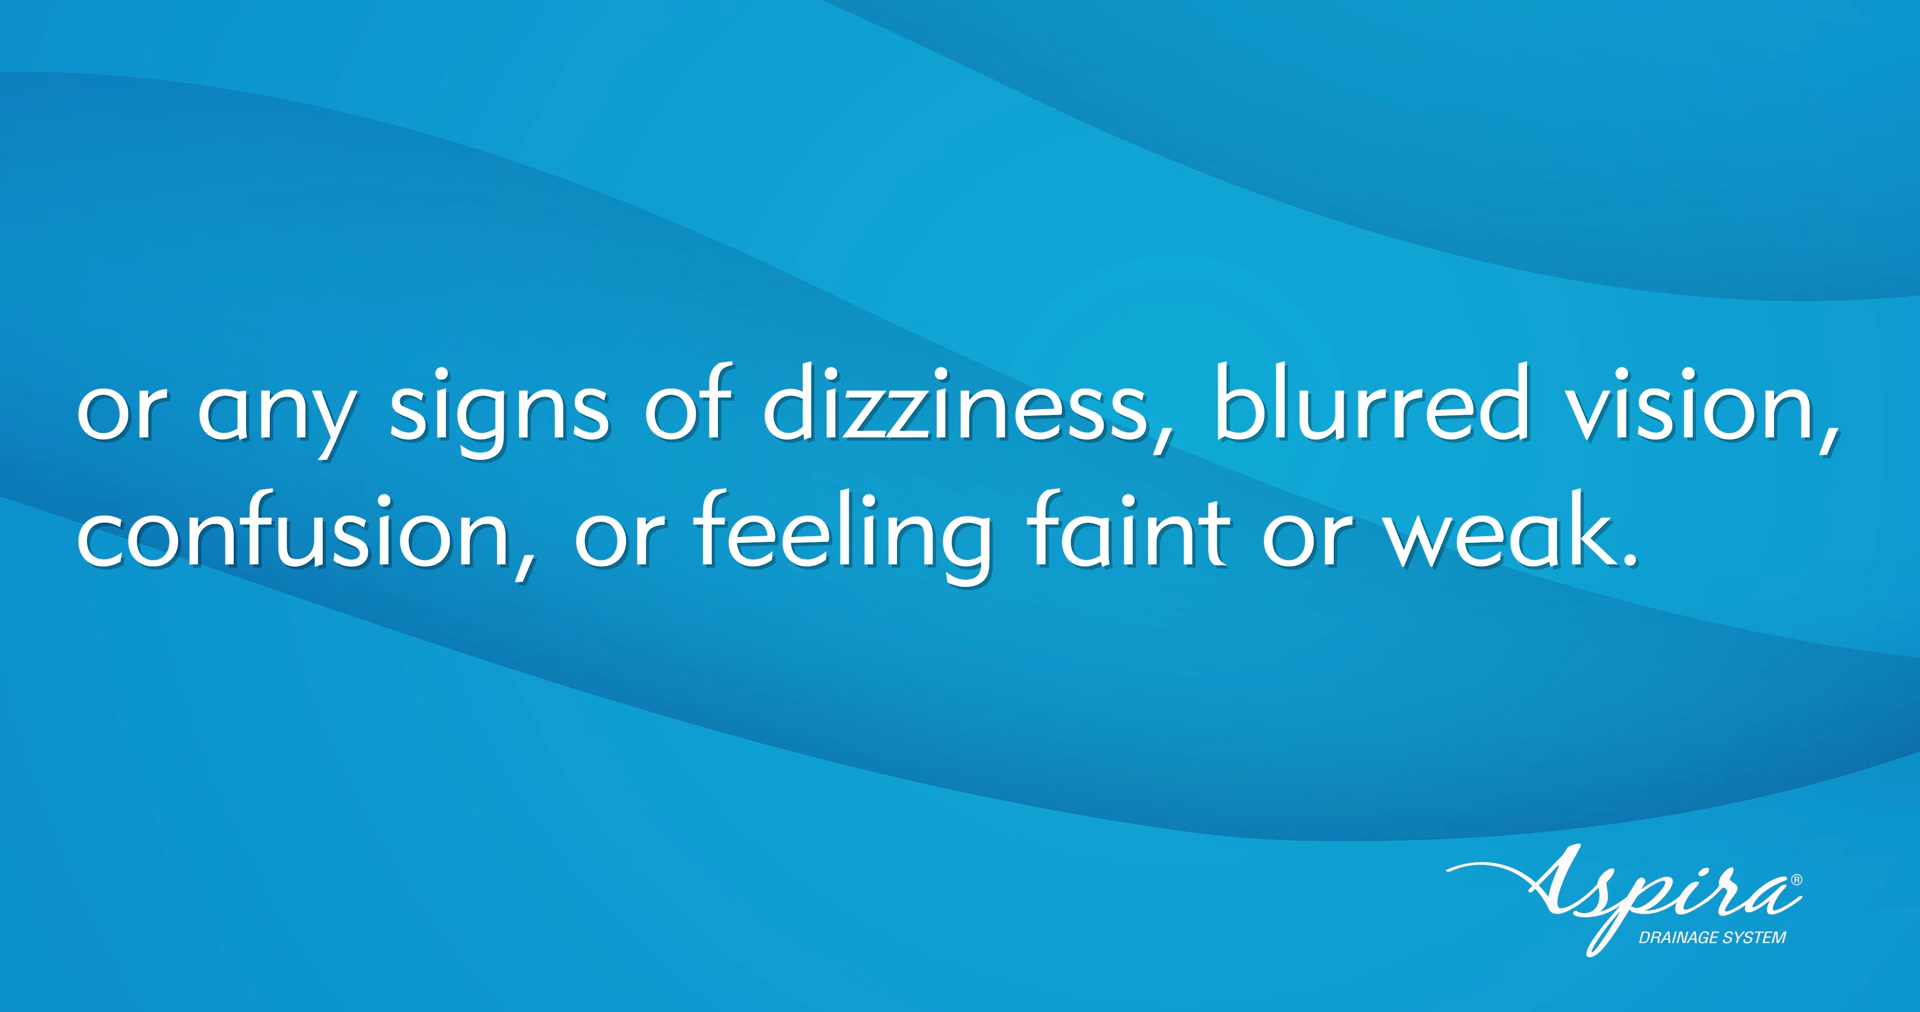 or any signs of dizziness, blurred vision,
confusion, or feeling faint or weak.
Aspira®
DRAINAGE SYSTEM